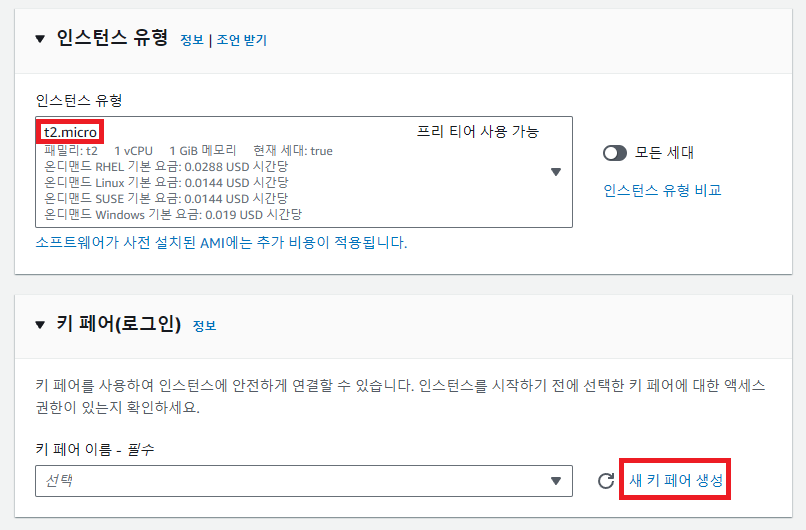 인스턴스 유형 정보 | 조언 받기
인스턴스 유형
t2.micro 프리 티어 사용 가능
패밀리: t2 1 vCPU 1 GiB 메모리 현재 세대: true
온디맨드 RHEL 기본 요금: 0.0288 USD 시간당
온디맨드 Linux 기본 요금: 0.0144 USD 시간당
온디맨드 SUSE 기본 요금: 0.0144 USD 시간당
온디맨드 Windows 기본 요금: 0.019 USD 시간당
모든 세대
인스턴스 유형 비교
소프트웨어가 사전 설치된 AMI에는 추가 비용이 적용됩니다.
키 페어(로그인) 정보
키 페어를 사용하여 인스턴스에 안전하게 연결할 수 있습니다. 인스턴스를 시작하기 전에 선택한 키 페어에 대한 액세스
권한이 있는지 확인하세요.
키 페어 이름 - 필수
선택
새 키 페어 생성